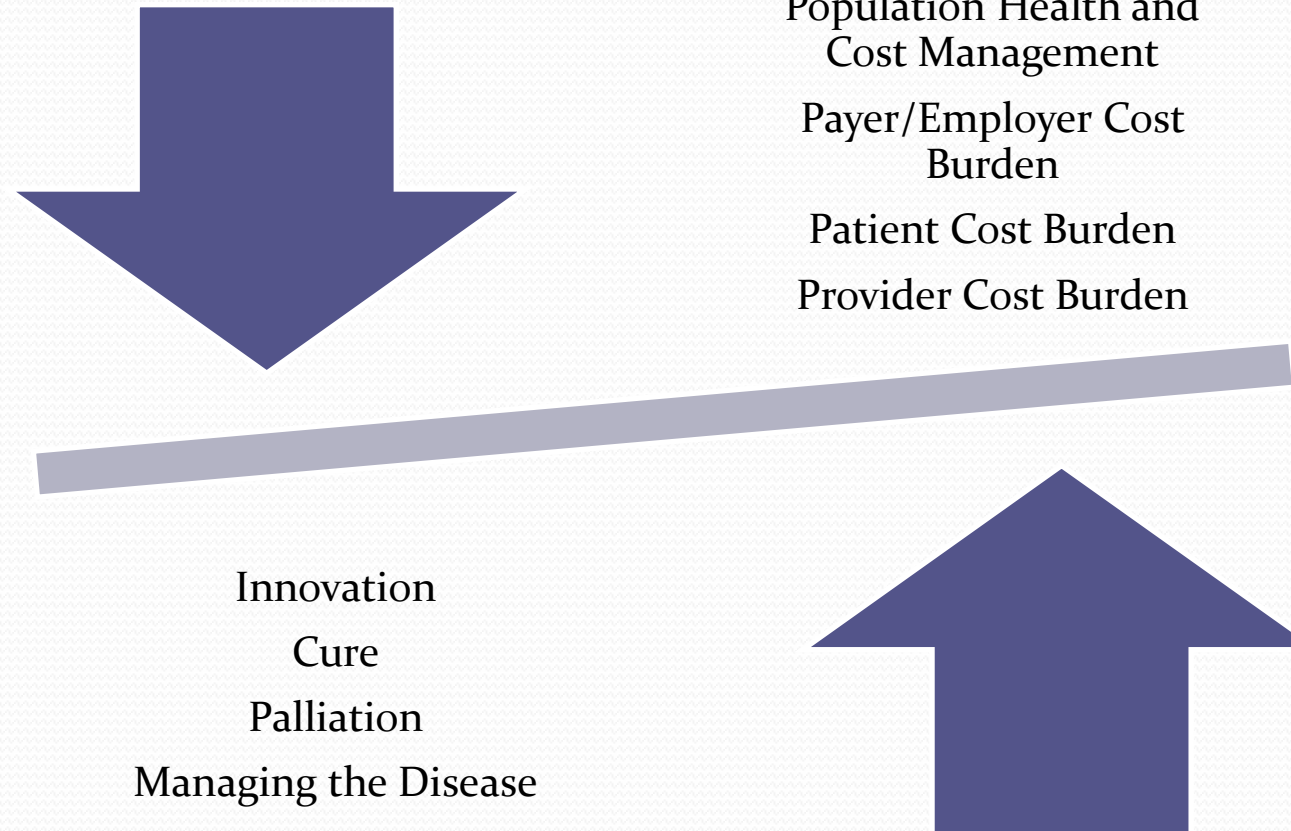 Population Health and
Cost Management
Payer/Employer Cost
Burden
Patient Cost Burden
Provider Cost Burden
Innovation
Cure
Palliation
Managing the Disease